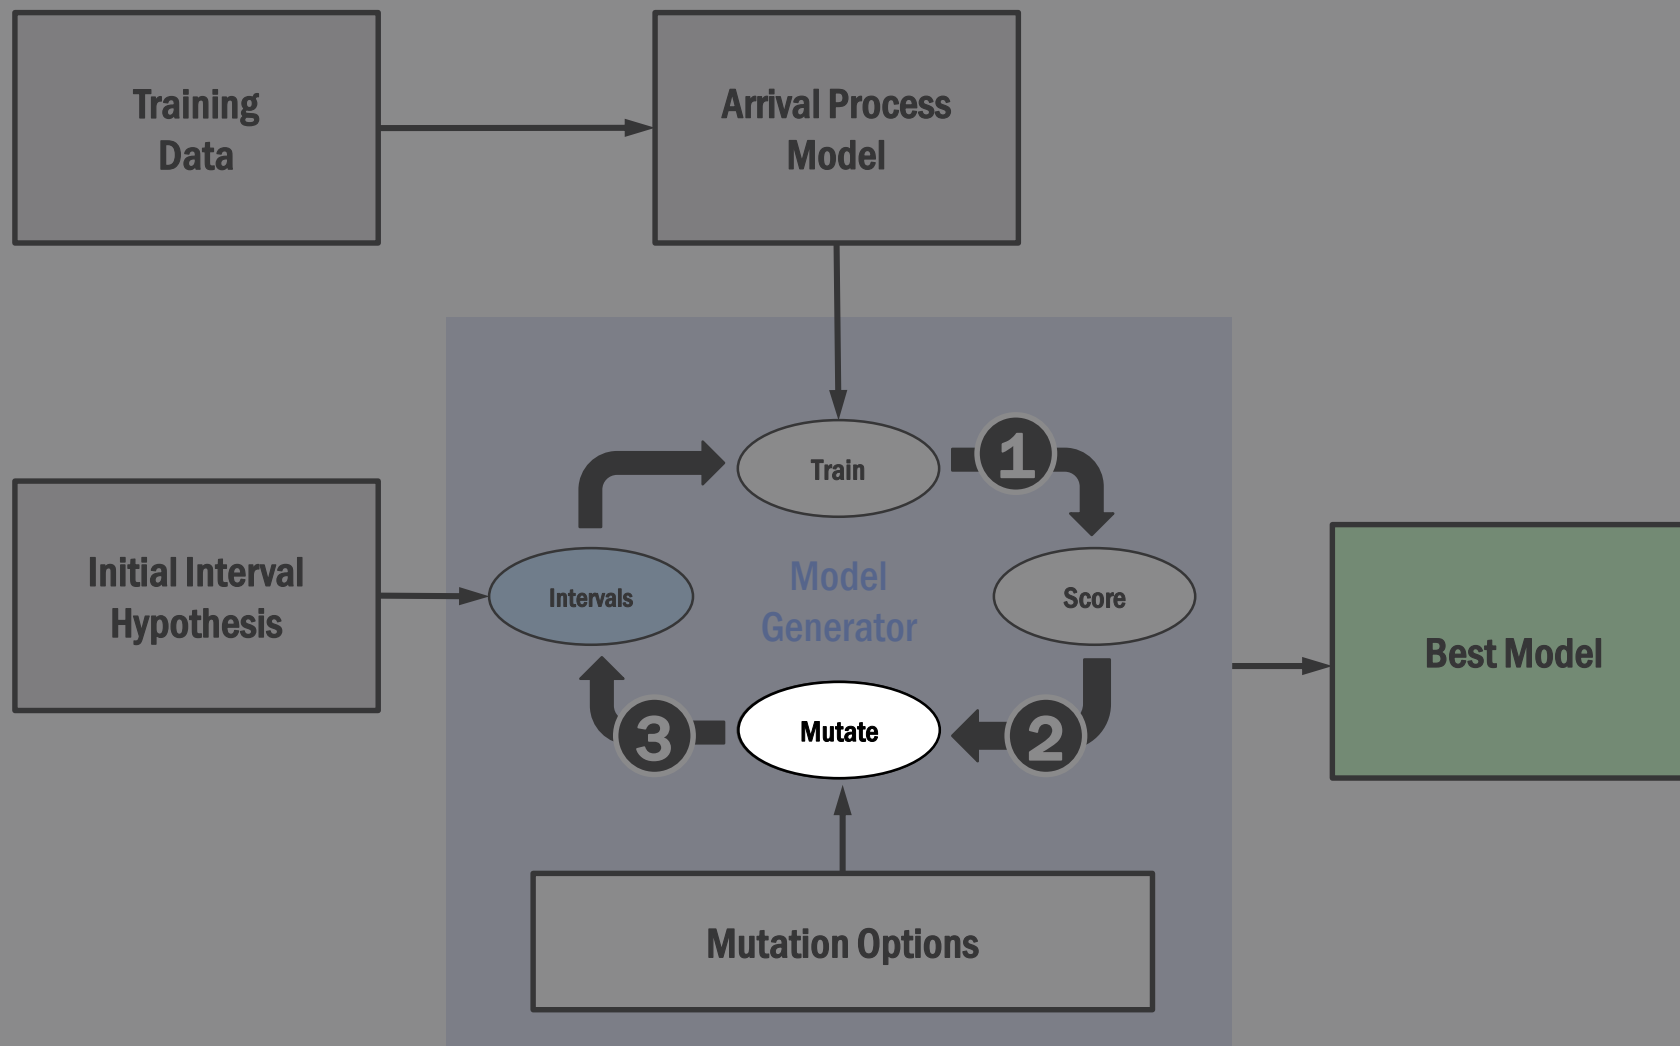 Training
Data
Arrival Process
Model
Train
1
Initial Interval
Hypothesis
Intervals
Model
Generator
Score
Best Model
3
Mutate
2
Mutation Options